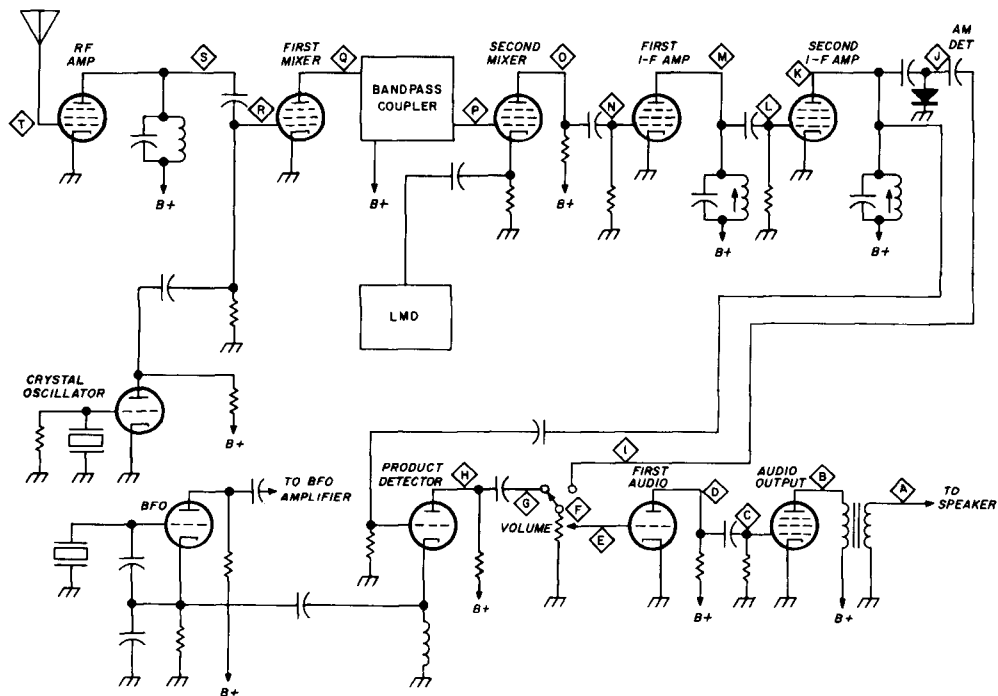 RF
AMP
S
FIRST
MIXER
Q
SECOND
MIXER
O
FIRST
I-F AMP
M
SECOND
I-F AMP
K
J
AM
DET
T
R
BANDPASS
COUPLER
P
N
L
B+
B+
B+
B+
B+
LMD
CRYSTAL
OSCILLATOR
B+
BFO
TO BFO
AMPLIFIER
PRODUCT
DETECTOR
H
G
I
F
VOLUME
E
FIRST
AUDIO
D
C
AUDIO
OUTPUT
B
A
TO
SPEAKER
B+
B+
B+
B+